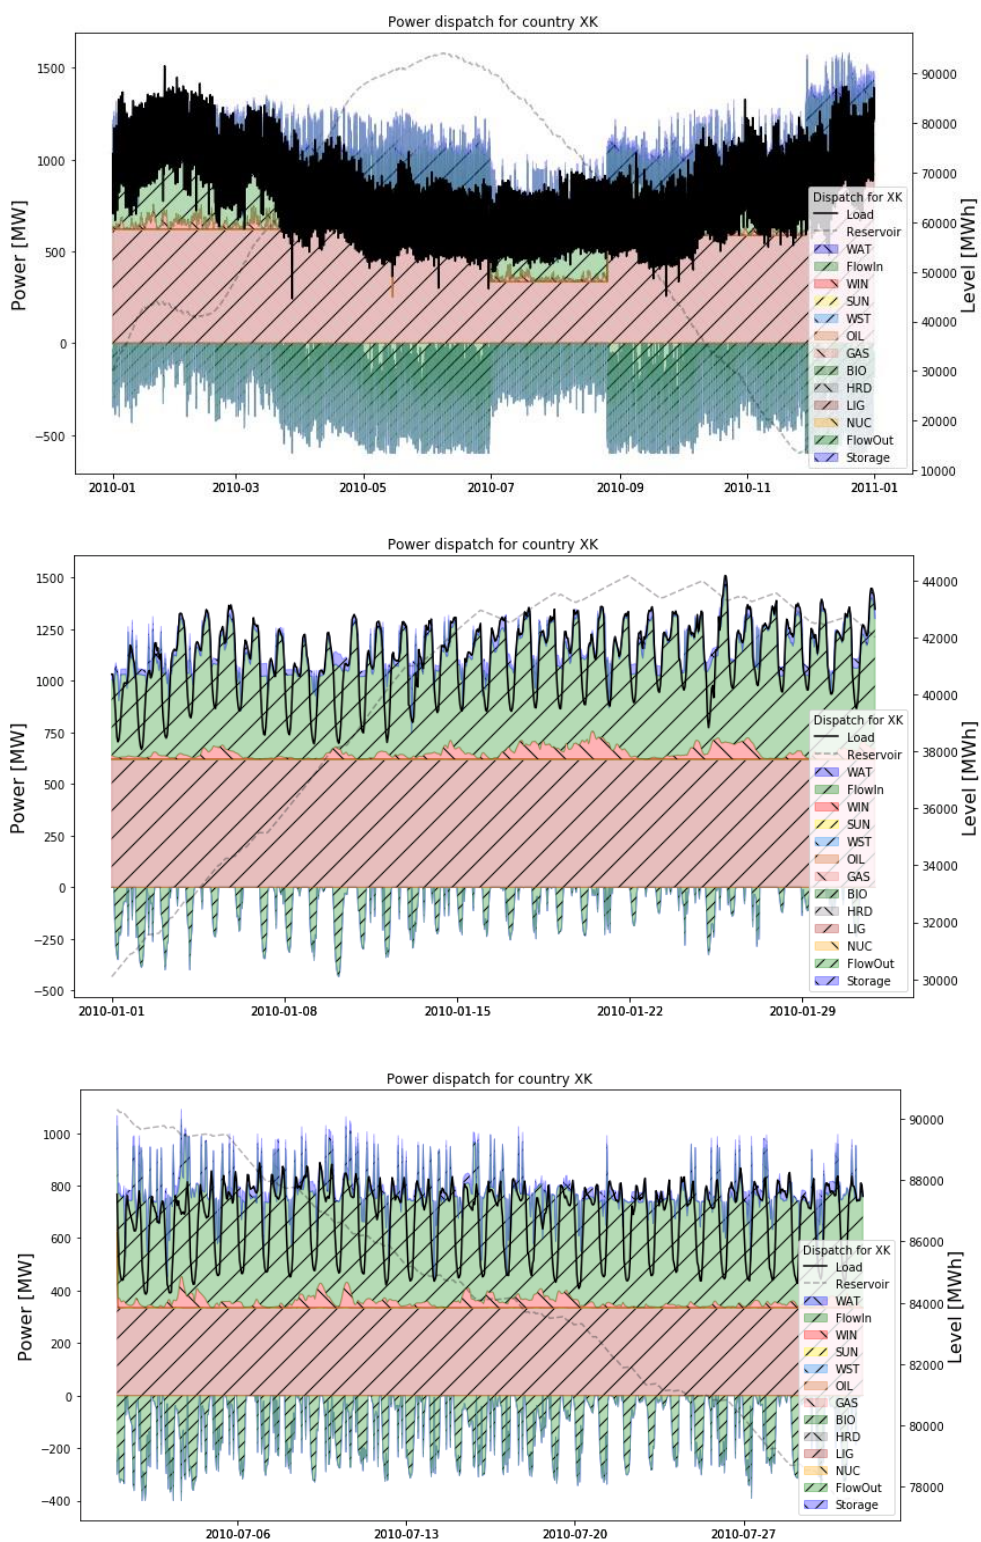 Power dispatch for country XK
Power [MW]
1500
1000
500
0
−500
2010-01
2010-03
2010-05
2010-07
2010-09
2010-11
2011-01
90000
80000
70000
60000
50000
40000
30000
20000
10000
Level [MWh]
Dispatch for XK
Load
Reservoir
WAT
FlowIn
WIN
SUN
WST
OIL
GAS
BIO
HRD
LIG
NUC
FlowOut
Storage
Power dispatch for country XK
Power [MW]
1500
1250
1000
750
500
250
0
−250
−500
2010-01-01
2010-01-08
2010-01-15
2010-01-22
2010-01-29
44000
42000
40000
38000
36000
34000
32000
30000
Level [MWh]
Dispatch for XK
Load
Reservoir
WAT
FlowIn
WIN
SUN
WST
OIL
GAS
BIO
HRD
LIG
NUC
FlowOut
Storage
Power dispatch for country XK
Power [MW]
1000
800
600
400
200
0
−200
−400
2010-07-06
2010-07-13
2010-07-20
2010-07-27
90000
88000
86000
84000
82000
80000
78000
Level [MWh]
Dispatch for XK
Load
Reservoir
WAT
FlowIn
WIN
SUN
WST
OIL
GAS
BIO
HRD
LIG
NUC
FlowOut
Storage